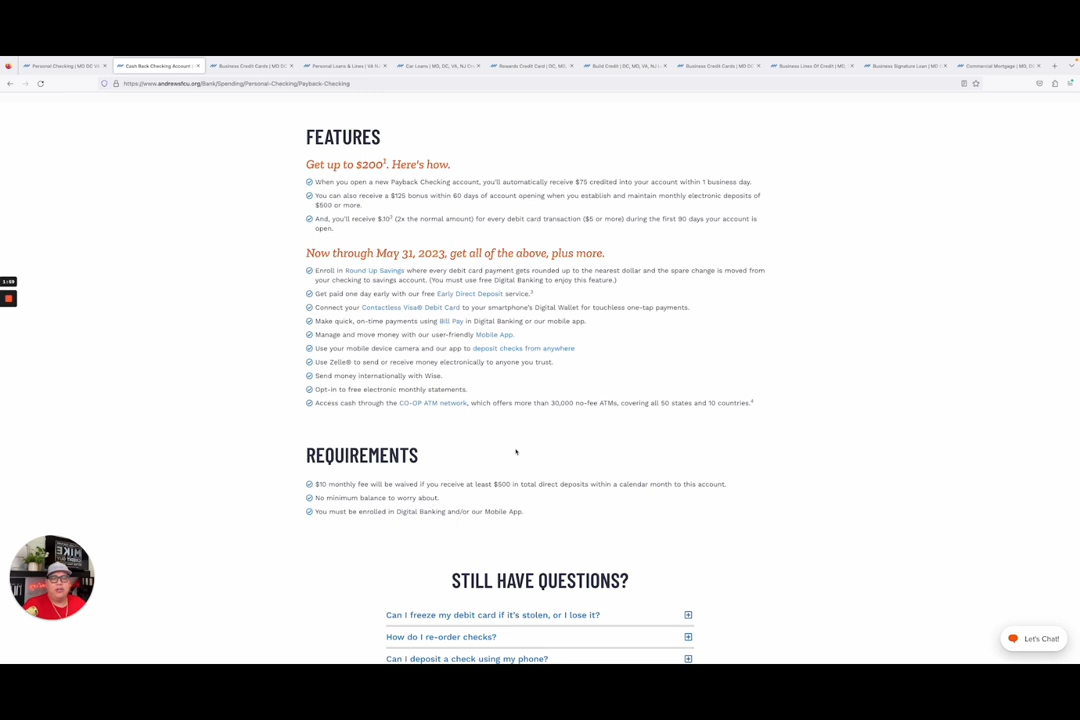 Personal Checking | MD DC VA
Cash Back Checking Account |
Business Credit Cards | MD DC
Personal Loans & Lines | VA N
Car Loans | MD, DC, VA, NJ Cr
Rewards Credit Card | DC, MD,
Build Credit | DC, MD, VA, NJ
Business Credit Cards | MD DC
Business Lines Of Credit | MD,
Business Signature Loan | MD
Commercial Mortgage | MD, D
https://www.andrewsfcu.org/Bank/Spending/Personal-Checking/Payback-Checking
FEATURES
Get up to $200¹. Here's how.
When you open a new Payback Checking account, you'll automatically receive $75 credited into your account within 1 business day.
You can also receive a $125 bonus within 60 days of account opening when you establish and maintain monthly electronic deposits of
$500 or more.
And, you'll receive $.10² (2x the normal amount) for every debit card transaction ($5 or more) during the first 90 days your account is
open.
Now through May 31, 2023, get all of the above, plus more.
Enroll in Round Up Savings where every debit card payment gets rounded up to the nearest dollar and the spare change is moved from
your checking to savings account. (You must use free Digital Banking to enjoy this feature.)
Get paid one day early with our free Early Direct Deposit service.³
Connect your Contactless Visa® Debit Card to your smartphone's Digital Wallet for touchless one-tap payments.
Make quick, on-time payments using Bill Pay in Digital Banking or our mobile app.
Manage and move money with our user-friendly Mobile App.
Use your mobile device camera and our app to deposit checks from anywhere
Use Zelle® to send or receive money electronically to anyone you trust.
Send money internationally with Wise.
Opt-in to free electronic monthly statements.
Access cash through the CO-OP ATM network, which offers more than 30,000 no-fee ATMs, covering all 50 states and 10 countries.⁴
1:59
REQUIREMENTS
$10 monthly fee will be waived if you receive at least $500 in total direct deposits within a calendar month to this account.
No minimum balance to worry about.
You must be enrolled in Digital Banking and/or our Mobile App.
MIKE
STILL HAVE QUESTIONS?
Can I freeze my debit card if it's stolen, or I lose it?
How do I re-order checks?
Can I deposit a check using my phone?
Let's Chat!